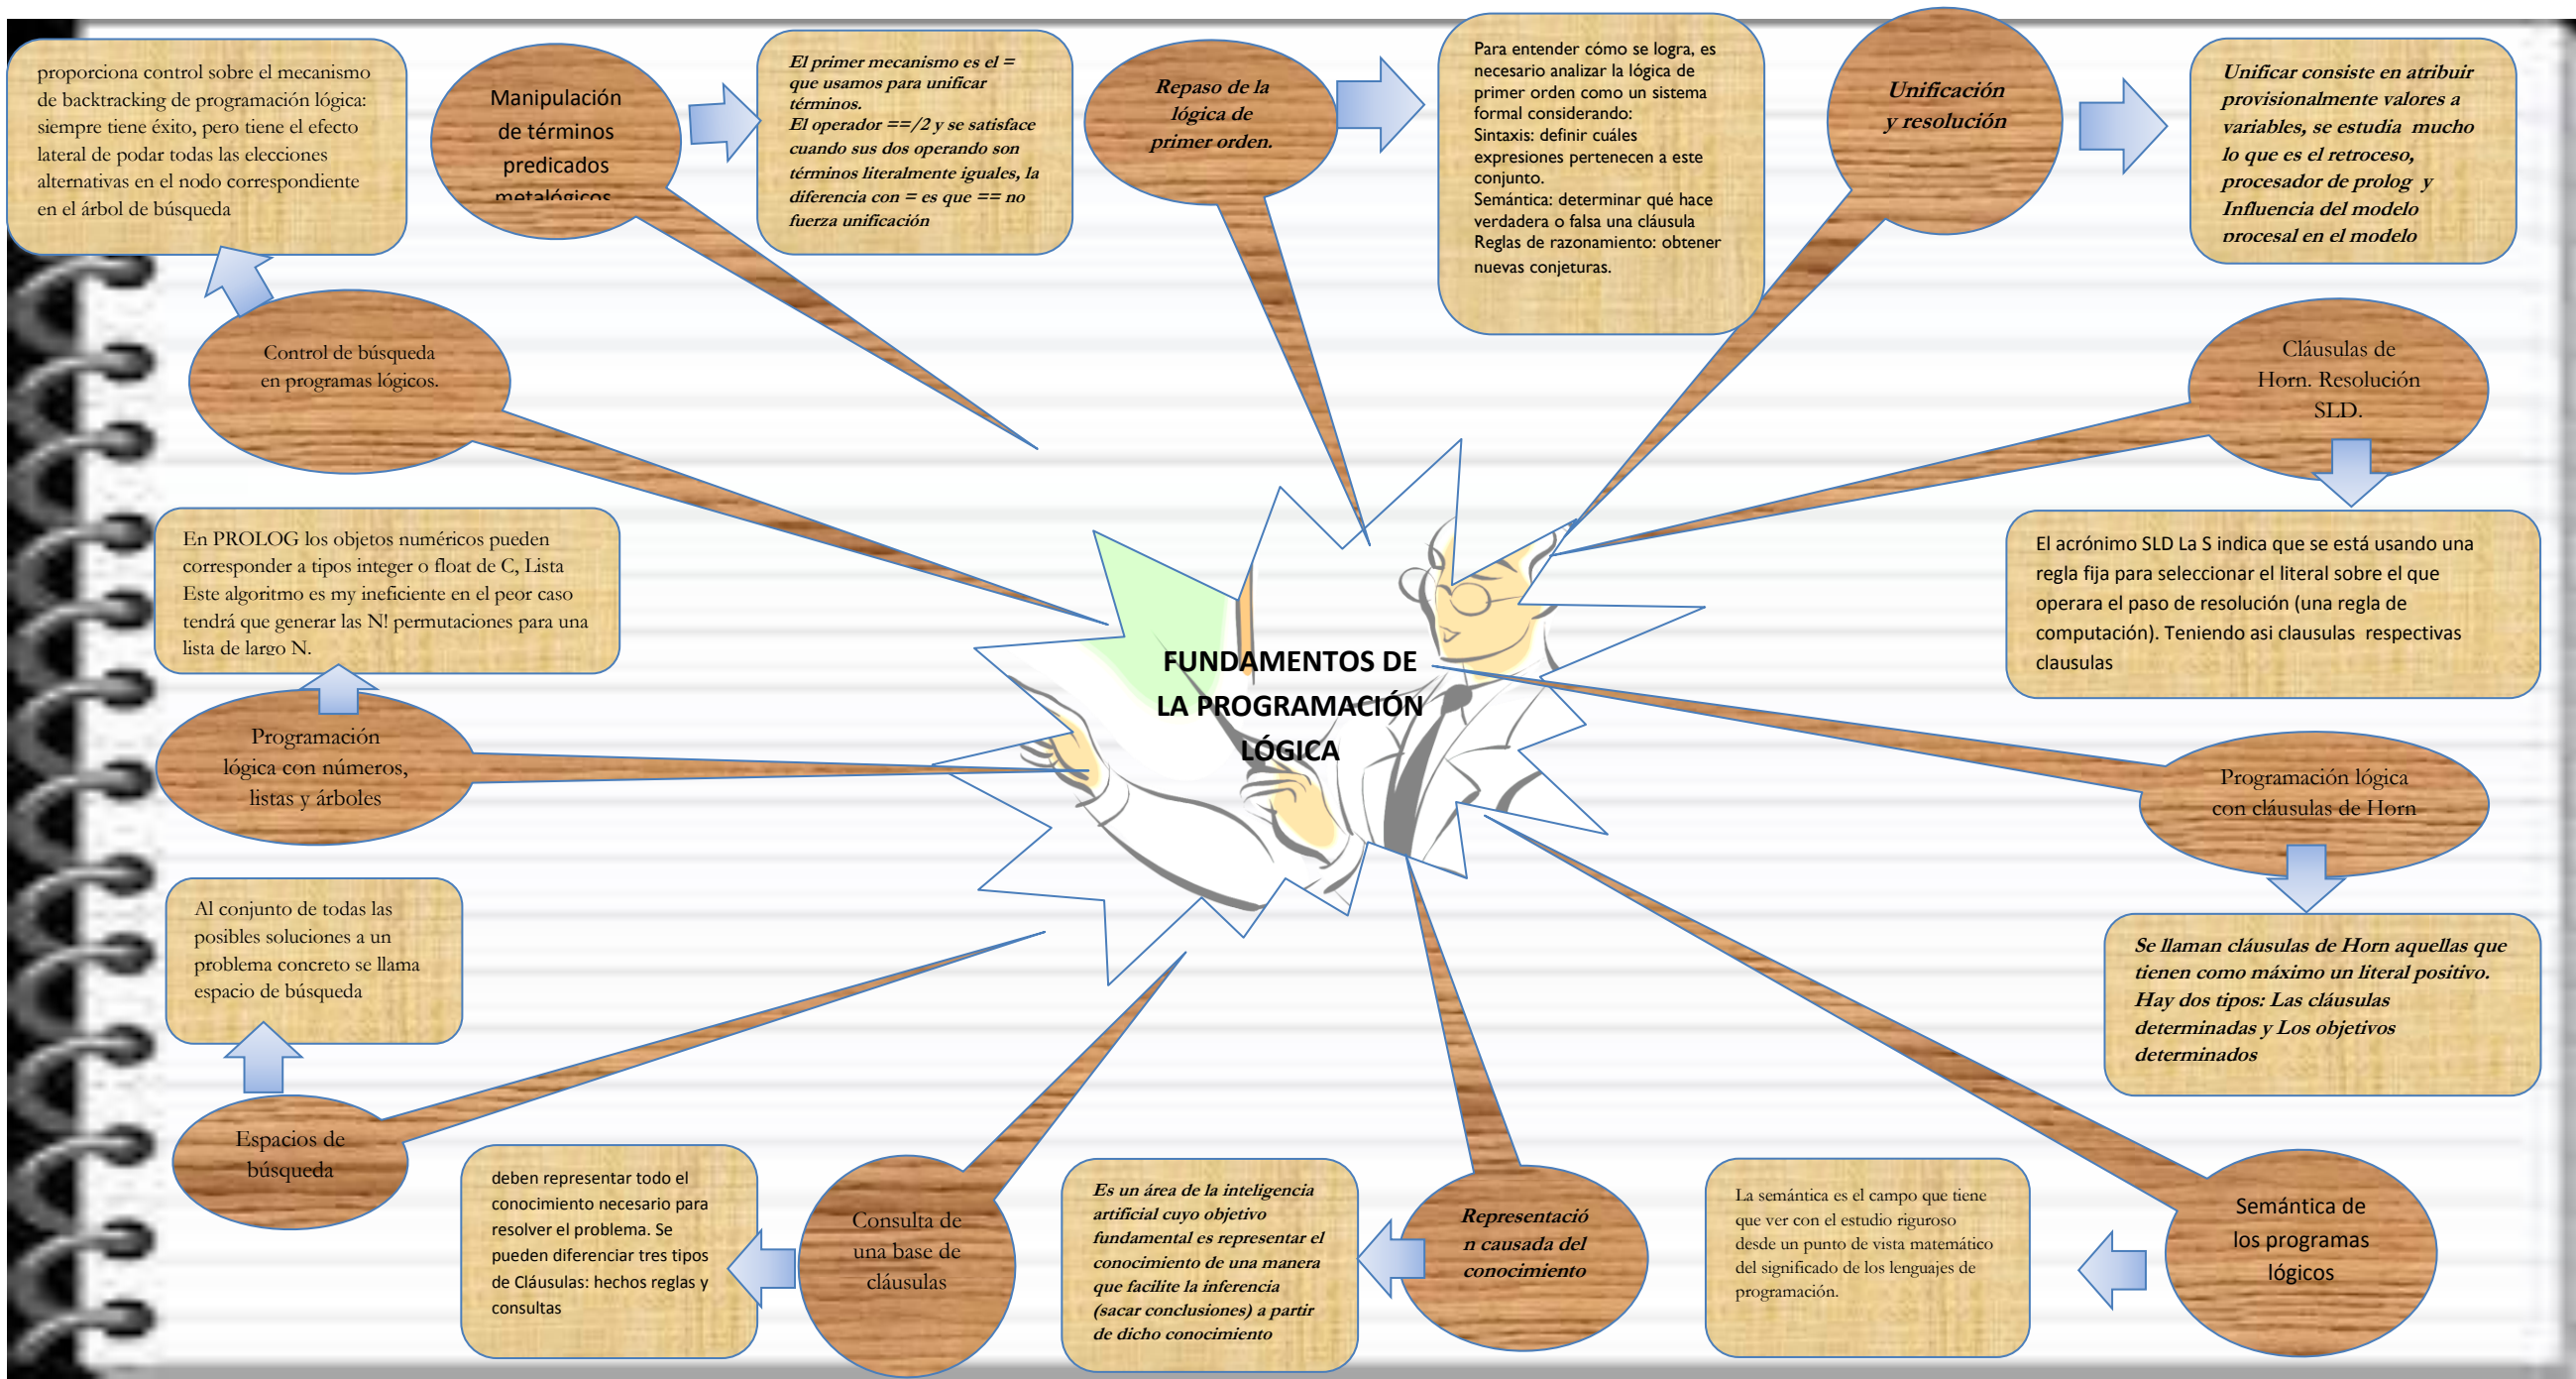 proporciona control sobre el mecanismo
de backtracking de programación lógica:
siempre tiene éxito, pero tiene el efecto
lateral de podar todas las elecciones
alternativas en el nodo correspondiente
en el árbol de búsqueda
Manipulación
de términos
predicados
metalógicos
El primer mecanismo es el =
que usamos para unificar
términos.
El operador ==/2 y se satisface
cuando sus dos operando son
términos literalmente iguales, la
diferencia con = es que == no
fuerza unificación
Repaso de la
lógica de
primer orden.
Para entender cómo se logra, es
necesario analizar la lógica de
primer orden como un sistema
formal considerando:
Sintaxis: definir cuáles
expresiones pertenecen a este
conjunto.
Semántica: determinar qué hace
verdadera o falsa una cláusula
Reglas de razonamiento: obtener
nuevas conjeturas.
Unificación
y resolución
Unificar consiste en atribuir
provisionalmente valores a
variables, se estudia mucho
lo que es el retroceso,
procesador de prolog y
Influencia del modelo
procesal en el modelo
Control de búsqueda
en programas lógicos.
Cláusulas de
Horn. Resolución
SLD.
En PROLOG los objetos numéricos pueden
corresponder a tipos integer o float de C, Lista
Este algoritmo es my ineficiente en el peor caso
tendrá que generar las N! permutaciones para una
lista de largo N.
El acrónimo SLD La S indica que se está usando una
regla fija para seleccionar el literal sobre el que
operara el paso de resolución (una regla de
computación). Teniendo asi clausulas respectivas
clausulas
FUNDAMENTOS DE
LA PROGRAMACIÓN
LÓGICA
Programación
lógica con números,
listas y árboles
Programación lógica
con cláusulas de Horn
Al conjunto de todas las
posibles soluciones a un
problema concreto se llama
espacio de búsqueda
Se llaman cláusulas de Horn aquellas que
tienen como máximo un literal positivo.
Hay dos tipos: Las cláusulas
determinadas y Los objetivos
determinados
Espacios de
búsqueda
deben representar todo el
conocimiento necesario para
resolver el problema. Se
pueden diferenciar tres tipos
de Cláusulas: hechos reglas y
consultas
Consulta de
una base de
cláusulas
Es un área de la inteligencia
artificial cuyo objetivo
fundamental es representar el
conocimiento de una manera
que facilite la inferencia
(sacar conclusiones) a partir
de dicho conocimiento
Representació
n causada del
conocimiento
La semántica es el campo que tiene
que ver con el estudio riguroso
desde un punto de vista matemático
del significado de los lenguajes de
programación.
Semántica de
los programas
lógicos